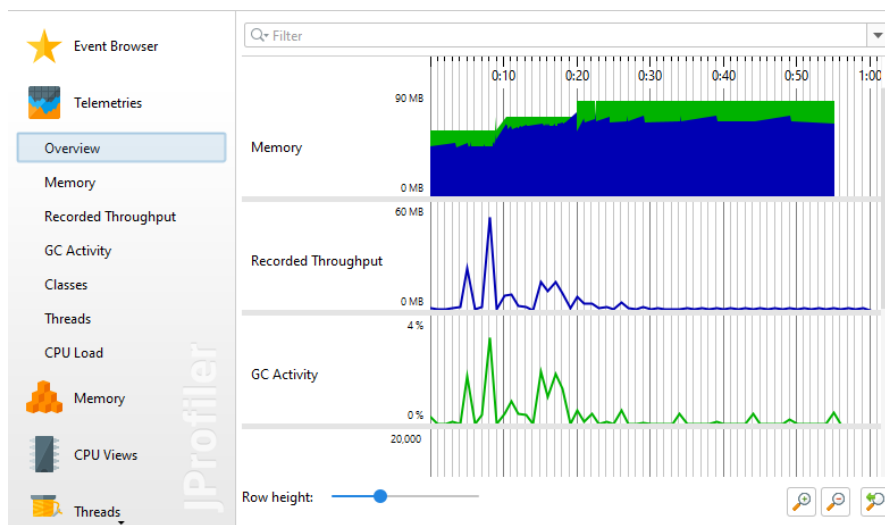 Event Browser
Telemetries
Overview
Memory
Recorded Throughput
GC Activity
Classes
Threads
CPU Load
Memory
CPU Views
Threads
JProfiler
Filter
0:10 0:20 0:30 0:40 0:50 1:00
90 MB
Memory
0 MB
60 MB
Recorded Throughput
0 MB
4 %
GC Activity
0 %
20,000
Row height: